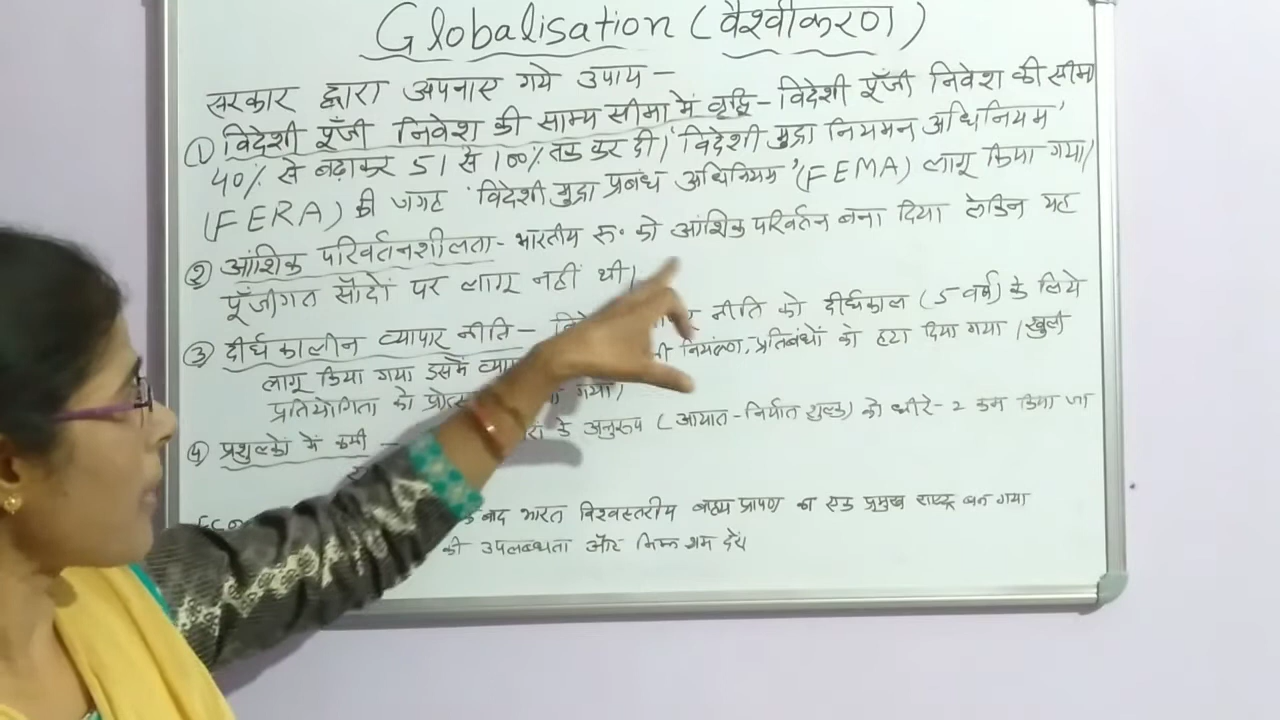 Globalisation (वैश्वीकरण)
सरकार द्वारा अपनाए गये उपाय -
① विदेशी पूँजी निवेश की साम्य सीमा में वृद्धि - विदेशी पूँजी निवेश की सीमा
40% से बढ़ाकर 51 से 100% तक कर दी। 'विदेशी मुद्रा नियमन अधिनियम'
(FERA) की जगह 'विदेशी मुद्रा प्रबंध अधिनियम' (FEMA) लागू किया गया।
② आंशिक परिवर्तनशीलता - भारतीय रु॰ को आंशिक परिवर्तन बना दिया लेकिन यह
पूँजीगत सौदों पर लागू नहीं थी।
③ दीर्घकालीन व्यापार नीति - नीति को दीर्घकाल (5 वर्ष) के लिये
लागू किया गया इसमें नियंत्रण, प्रतिबंधों को हटा दिया गया। खुली
प्रतियोगिता को गया।
④ प्रशुल्कों में कमी - के अनुरूप (आयात-निर्यात शुल्क) को धीरे-2 कम किया जा
बाद भारत विश्वस्तरीय बाह्य प्रापण का एक प्रमुख राष्ट्र बन गया
की उपलब्धता और निम्न श्रम दरें